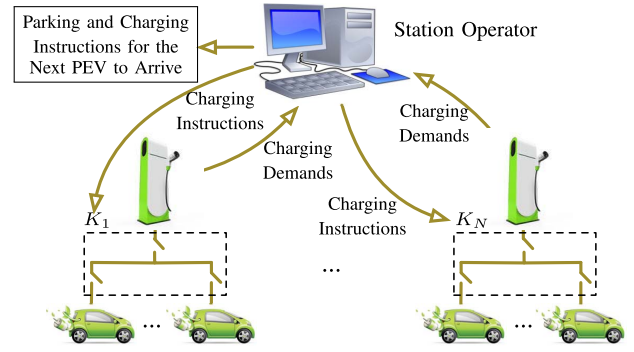 Parking and Charging
Instructions for the
Next PEV to Arrive
Station Operator
Charging
Instructions
Charging
Demands
Charging
Demands
Charging
Instructions
K1
KN
...
...
...